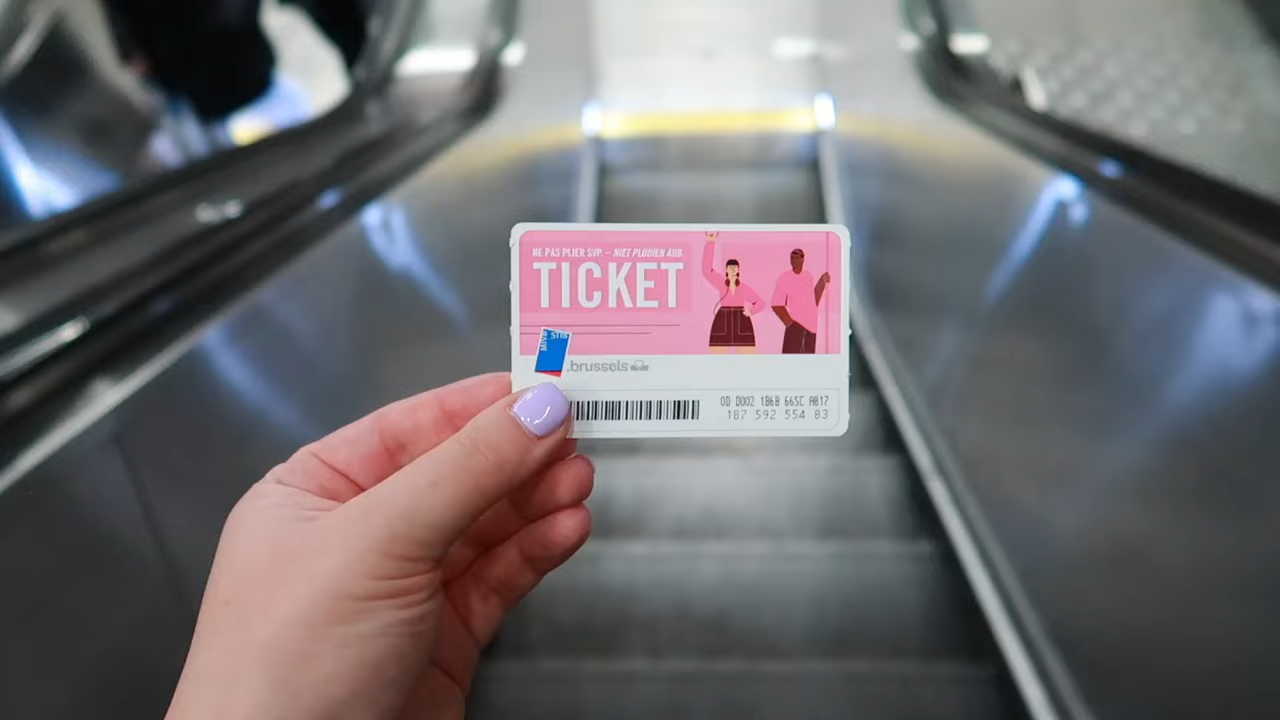 NE PAS PLIER SVP. – NIET PLOOIEN AUB.
TICKET
STIB
MIVB
.brussels
0D D002 1B6B 665C A817
187 592 554 83